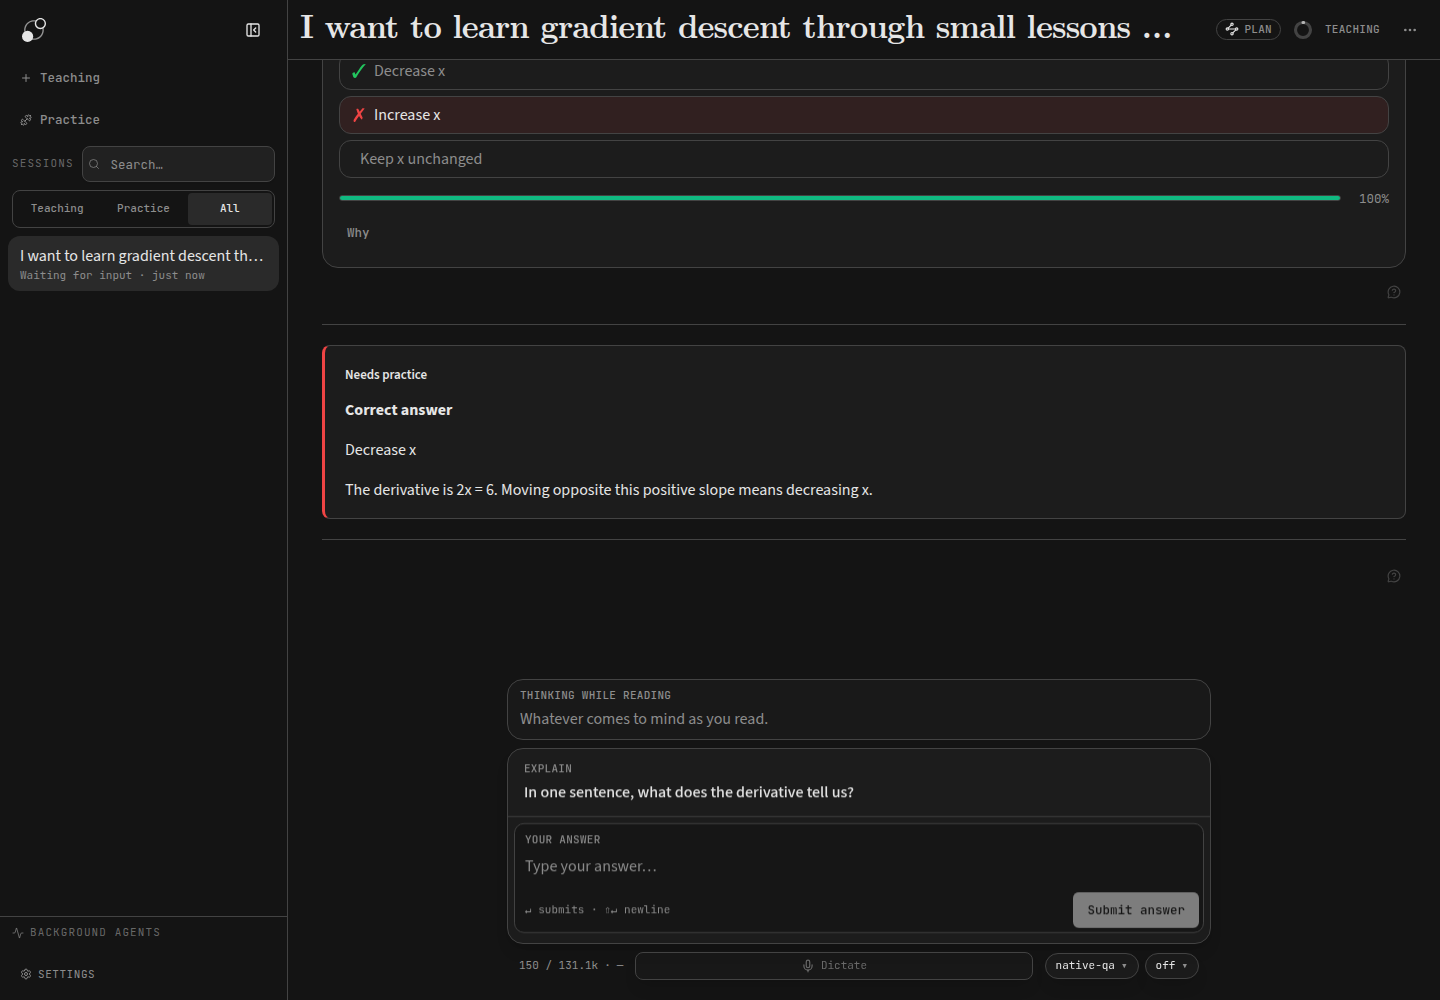 I want to learn gradient descent through small lessons ...
PLAN
TEACHING
Teaching
Practice
SESSIONS
Search…
Teaching
Practice
All
I want to learn gradient descent th…
Waiting for input · just now
✓ Decrease x
✗ Increase x
Keep x unchanged
100%
Why
Needs practice
Correct answer
Decrease x
The derivative is 2x = 6. Moving opposite this positive slope means decreasing x.
THINKING WHILE READING
Whatever comes to mind as you read.
EXPLAIN
In one sentence, what does the derivative tell us?
YOUR ANSWER
Type your answer…
↵ submits · ⇧↵ newline
Submit answer
150 / 131.1k · —
Dictate
native-qa ▾
off ▾
BACKGROUND AGENTS
SETTINGS